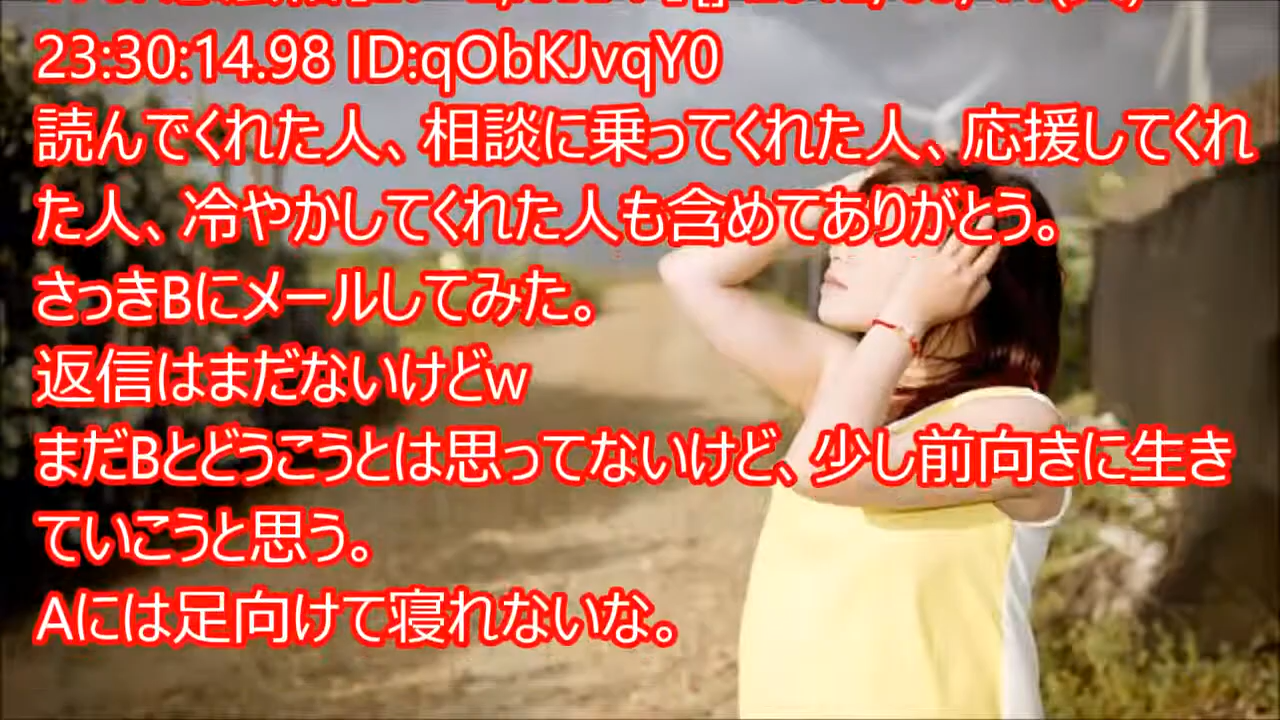 23:30:14.98 ID:qObKJvqY0
読んでくれた人、相談に乗ってくれた人、応援してくれ
た人、冷やかしてくれた人も含めてありがとう。
さっきBにメールしてみた。
返信はまだないけどw
まだBとどうこうとは思ってないけど、少し前向きに生き
ていこうと思う。
Aには足向けて寝れないな。